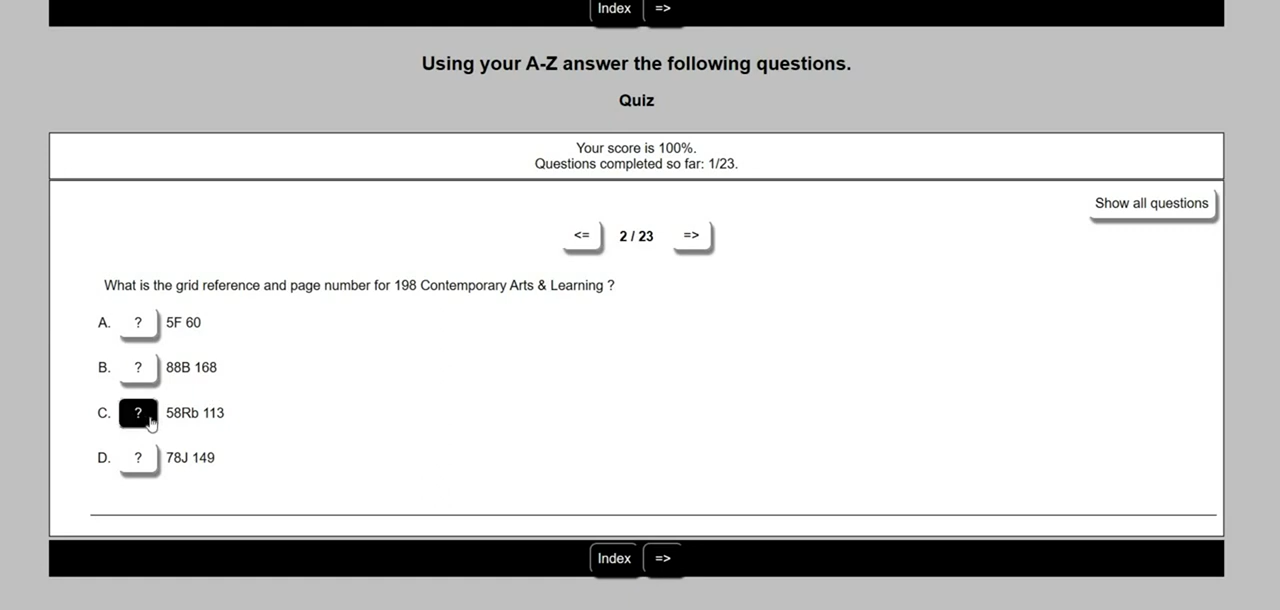 Index =>
Using your A-Z answer the following questions.
Quiz
Your score is 100%.
Questions completed so far: 1/23.
Show all questions
<= 2 / 23 =>
What is the grid reference and page number for 198 Contemporary Arts & Learning ?
A. ? 5F 60
B. ? 88B 168
C. ? 58Rb 113
D. ? 78J 149
Index =>